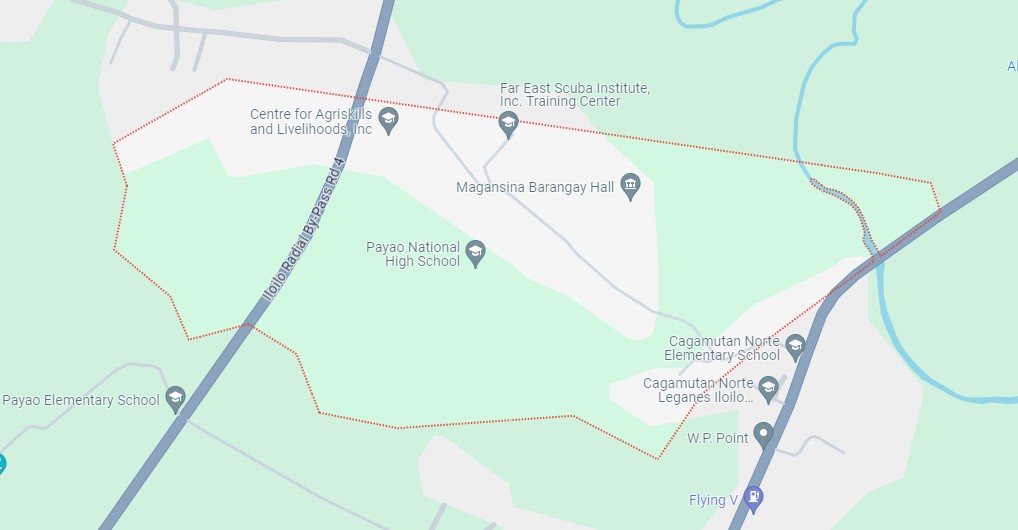 Far East Scuba Institute,
Inc. Training Center
Centre for Agriskills
and Livelihoods, Inc
Magansina Barangay Hall
Iloilo Radial By-Pass Rd 4
Payao National
High School
Cagamutan Norte
Elementary School
Cagamutan Norte
Leganes Iloilo...
Payao Elementary School
W.P. Point
Flying V